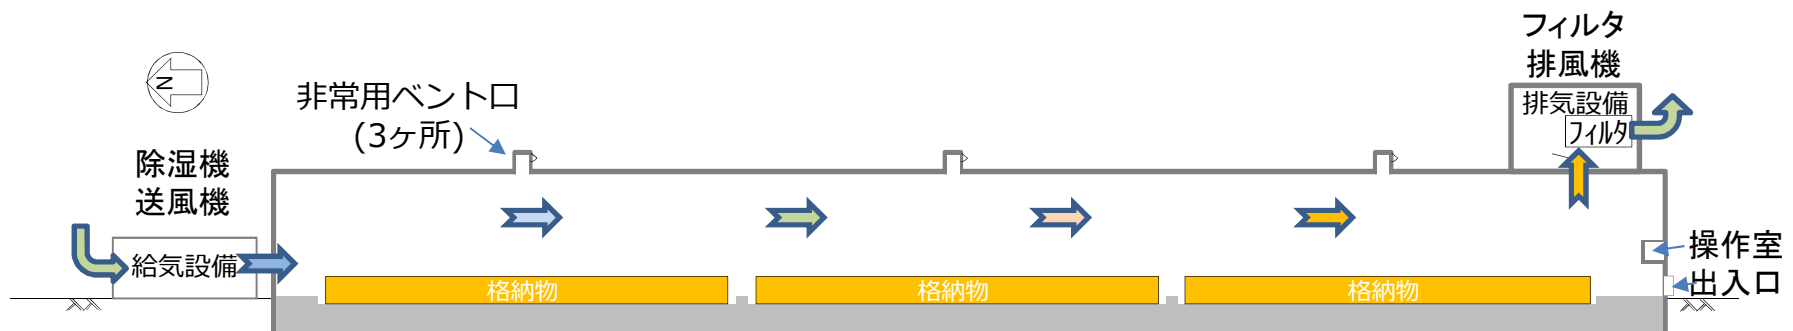 フィルタ
排風機
排気設備
フィルタ
N
非常用ベント口
(3ヶ所)
除湿機
送風機
給気設備
操作室
出入口
格納物
格納物
格納物